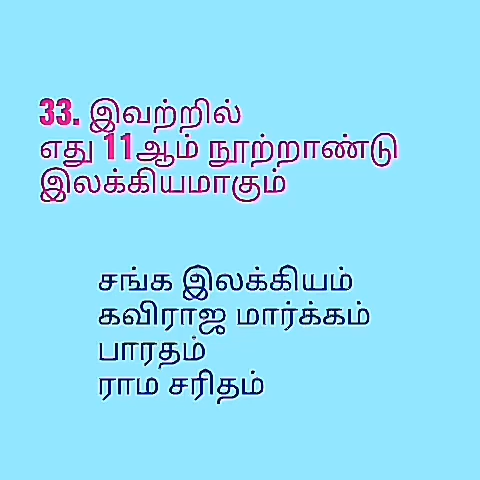 33. இவற்றில்
எது 11ஆம் நூற்றாண்டு
இலக்கியமாகும்
சங்க இலக்கியம்
கவிராஜ மார்க்கம்
பாரதம்
ராம சரிதம்